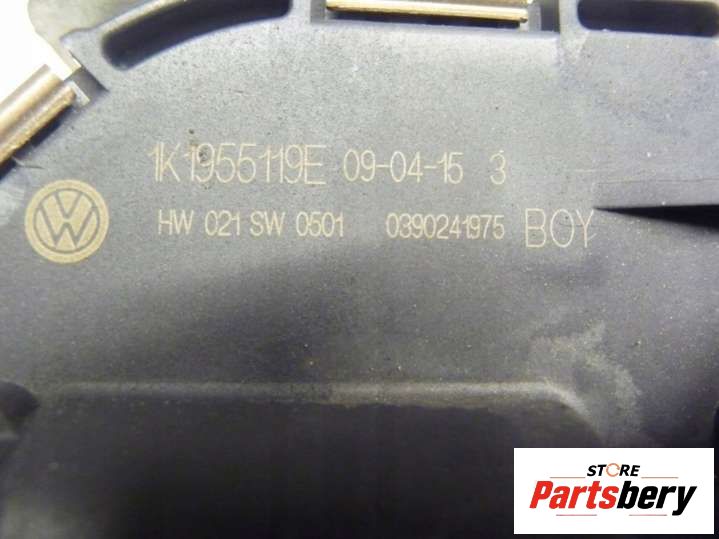 1K1955119E 09-04-15 3
HW 021 SW 0501 0390241975 BOY
STORE
Partsbery